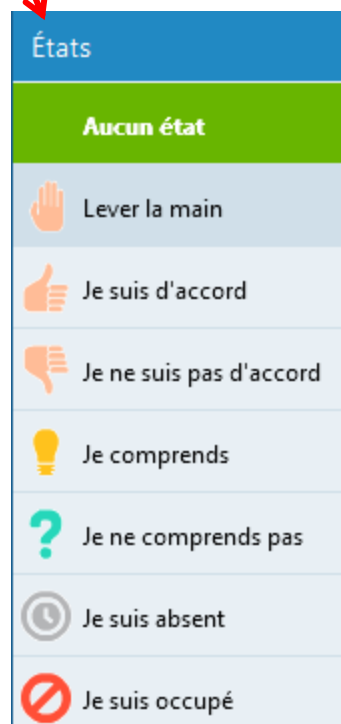 États
Aucun état
Lever la main
Je suis d'accord
Je ne suis pas d'accord
Je comprends
Je ne comprends pas
Je suis absent
Je suis occupé